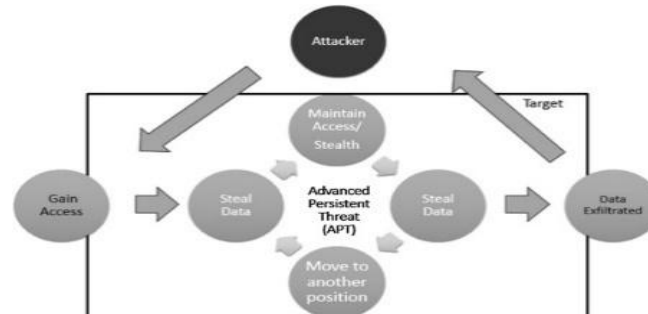 Attacker
Target
Maintain
Access/
Stealth
Gain
Access
Steal
Data
Advanced
Persistent
Threat
(APT)
Steal
Data
Data
Exfiltrated
Move to
another
position